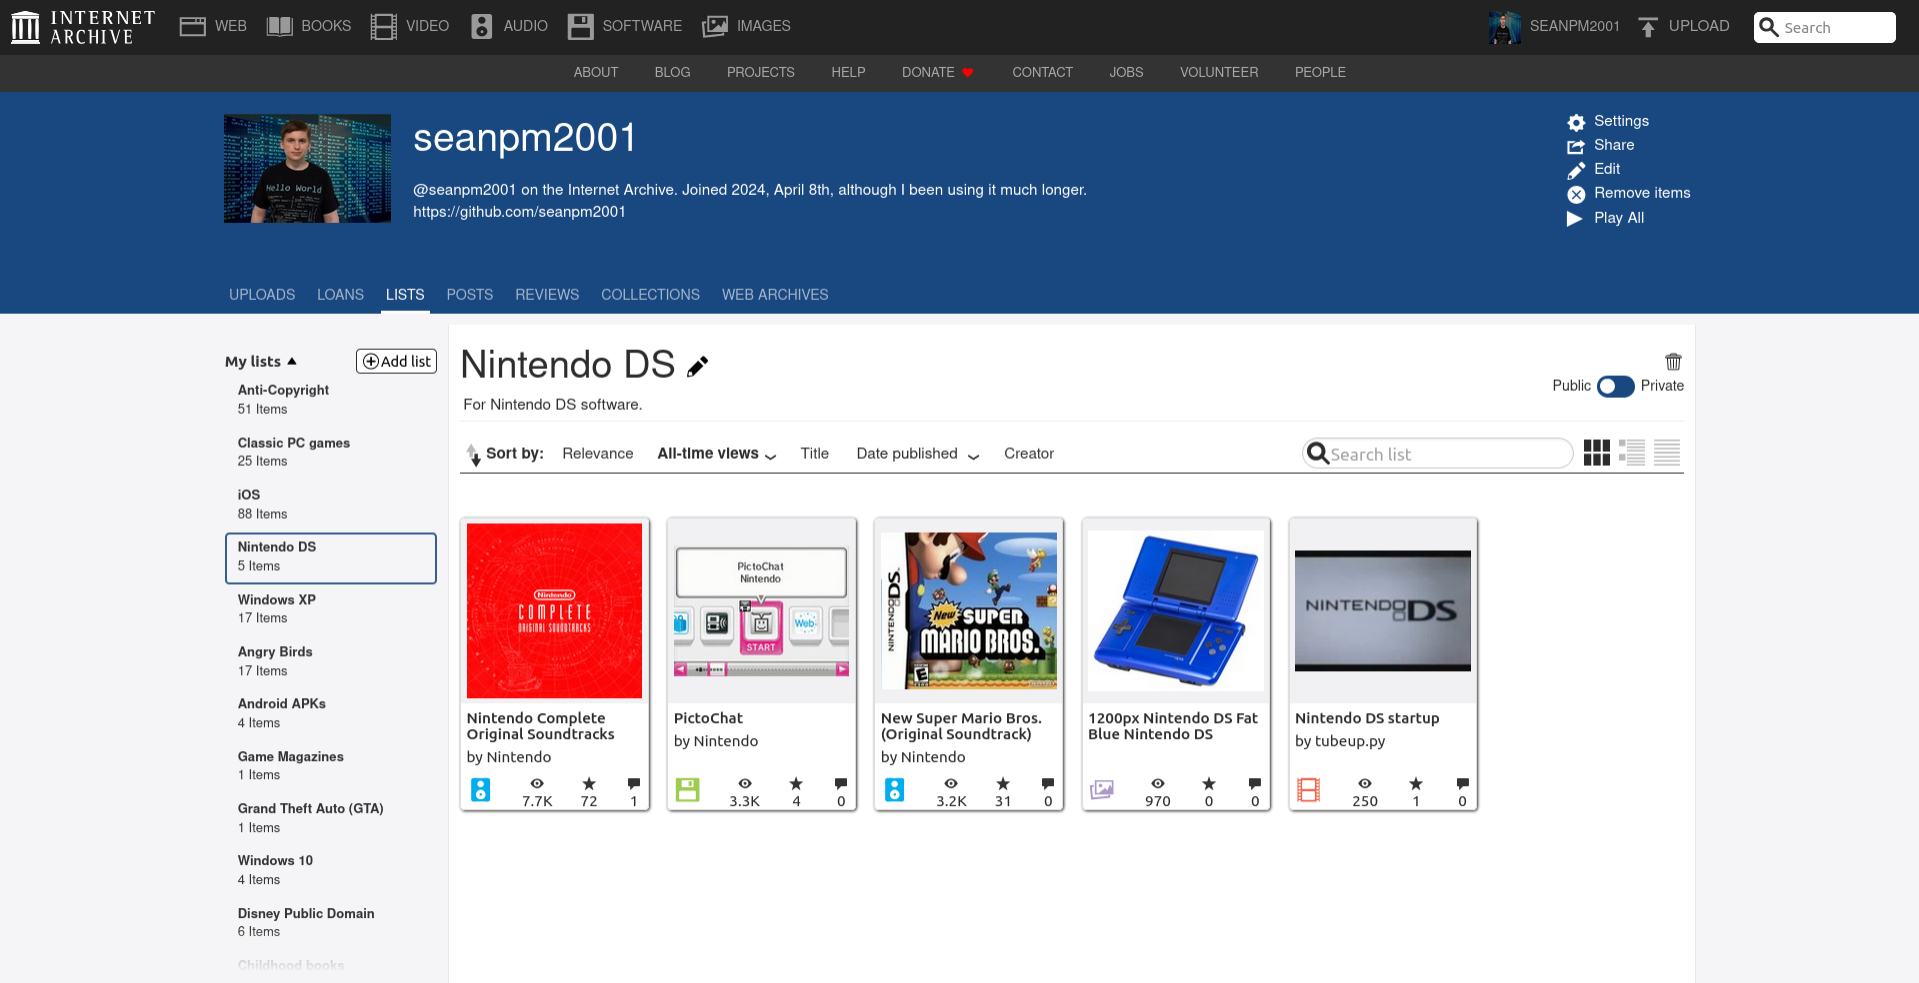 INTERNET ARCHIVE
WEB
BOOKS
VIDEO
AUDIO
SOFTWARE
IMAGES
SEANPM2001
UPLOAD
Search
ABOUT
BLOG
PROJECTS
HELP
DONATE
CONTACT
JOBS
VOLUNTEER
PEOPLE
Hello World
seanpm2001
@seanpm2001 on the Internet Archive. Joined 2024, April 8th, although I been using it much longer.
https://github.com/seanpm2001
Settings
Share
Edit
Remove items
Play All
UPLOADS
LOANS
LISTS
POSTS
REVIEWS
COLLECTIONS
WEB ARCHIVES
My lists
Add list
Anti-Copyright
51 Items
Classic PC games
25 Items
iOS
88 Items
Nintendo DS
5 Items
Windows XP
17 Items
Angry Birds
17 Items
Android APKs
4 Items
Game Magazines
1 Items
Grand Theft Auto (GTA)
1 Items
Windows 10
4 Items
Disney Public Domain
6 Items
Childhood books
Nintendo DS
For Nintendo DS software.
Public
Private
Sort by:
Relevance
All-time views
Title
Date published
Creator
Search list
Nintendo
COMPLETE
ORIGINAL SOUNDTRACKS
Nintendo Complete
Original Soundtracks
by Nintendo
7.7K
72
1
PictoChat
Nintendo
Web
START
PictoChat
by Nintendo
3.3K
4
0
NINTENDO DS
New
SUPER
MARIO BROS.
E
New Super Mario Bros.
(Original Soundtrack)
by Nintendo
3.2K
31
0
1200px Nintendo DS Fat
Blue Nintendo DS
970
0
0
NINTENDO DS
Nintendo DS startup
by tubeup.py
250
1
0